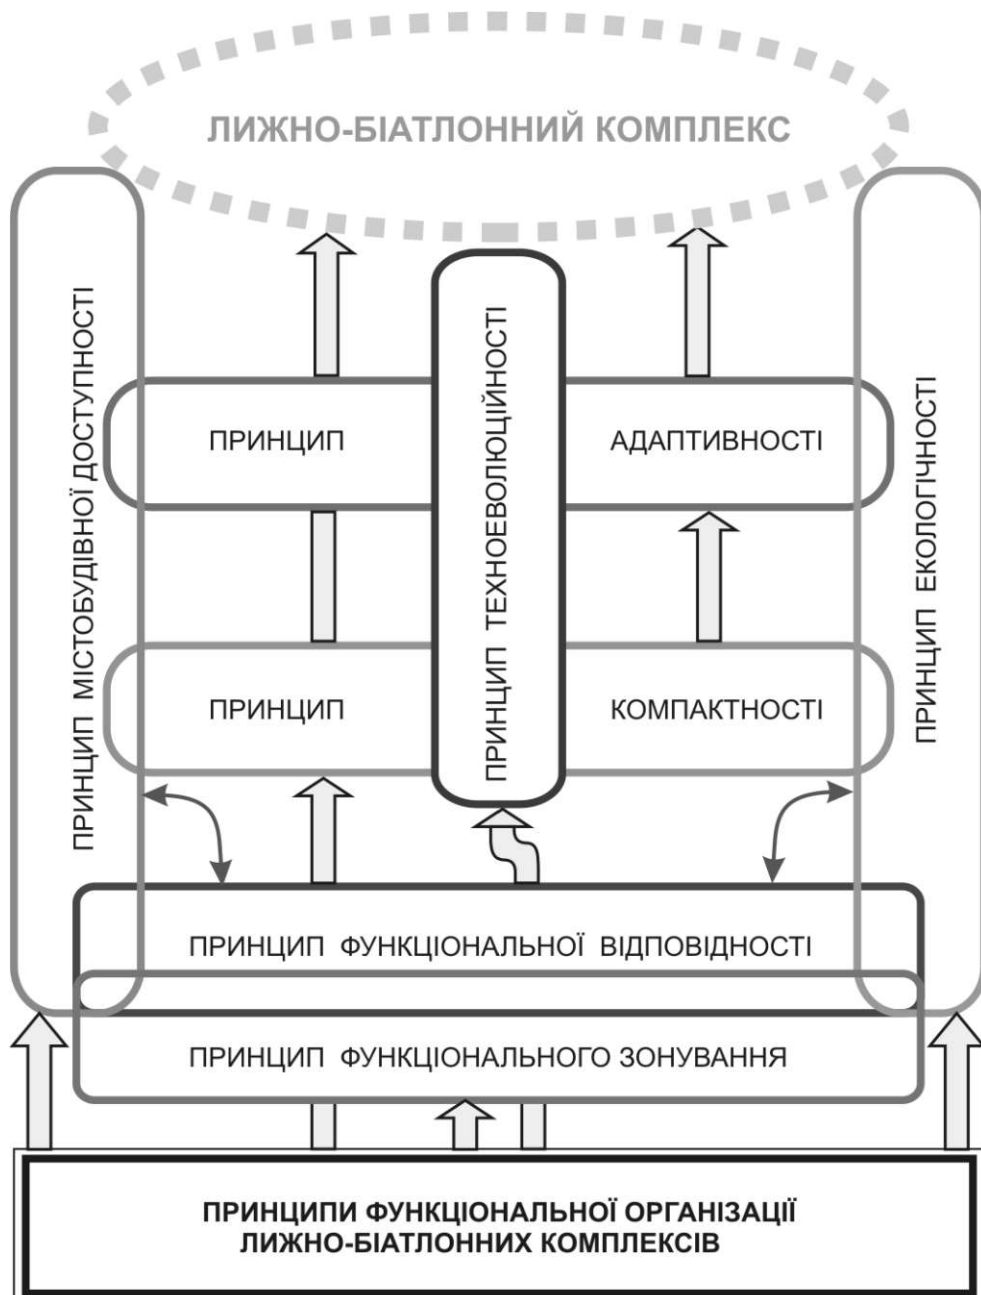 ЛИЖНО-БІАТЛОННИЙ КОМПЛЕКС
ПРИНЦИП МІСТОБУДІВНОЇ ДОСТУПНОСТІ
ПРИНЦИП ТЕХНОЕВОЛЮЦІЙНОСТІ
ПРИНЦИП ЕКОЛОГІЧНОСТІ
ПРИНЦИП АДАПТИВНОСТІ
ПРИНЦИП КОМПАКТНОСТІ
ПРИНЦИП ФУНКЦІОНАЛЬНОЇ ВІДПОВІДНОСТІ
ПРИНЦИП ФУНКЦІОНАЛЬНОГО ЗОНУВАННЯ
ПРИНЦИПИ ФУНКЦІОНАЛЬНОЇ ОРГАНІЗАЦІЇ
ЛИЖНО-БІАТЛОННИХ КОМПЛЕКСІВ